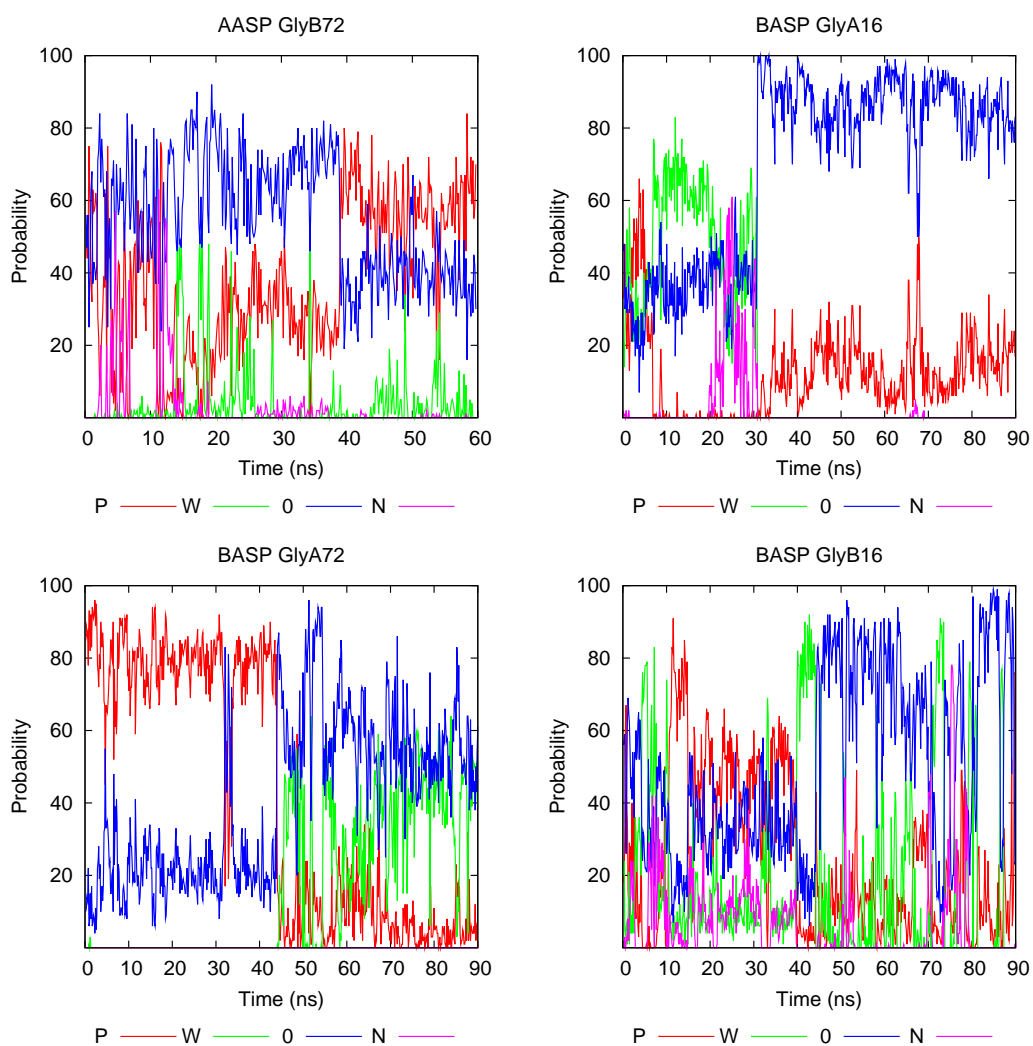 AASP GlyB72
BASP GlyA16
Probability
100
80
60
40
20
0 10 20 30 40 50 60
Time (ns)
P W 0 N
Probability
100
80
60
40
20
0 10 20 30 40 50 60 70 80 90
Time (ns)
P W 0 N
BASP GlyA72
BASP GlyB16
Probability
100
80
60
40
20
0 10 20 30 40 50 60 70 80 90
Time (ns)
P W 0 N
Probability
100
80
60
40
20
0 10 20 30 40 50 60 70 80 90
Time (ns)
P W 0 N